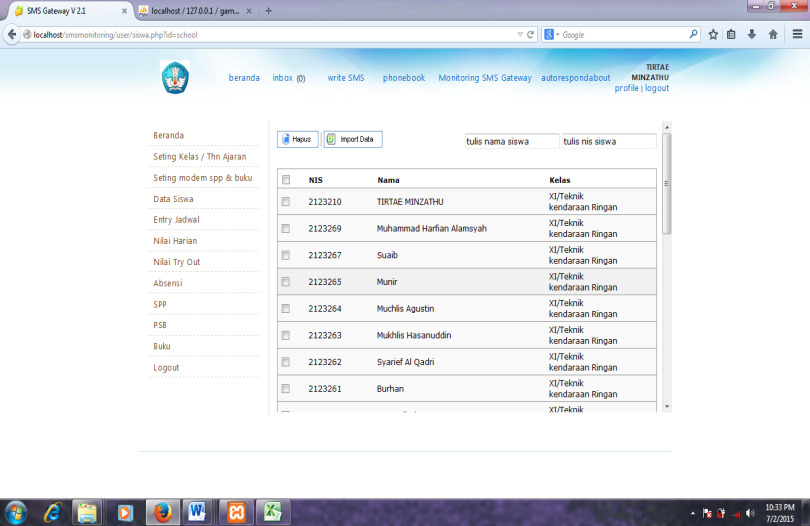 SMS Gateway V 2.1
localhost / 127.0.0.1 / gam...
localhost/smsmonitoring/user/siswa.php?id=school
Google
beranda inbox (0) write SMS phonebook Monitoring SMS Gateway autorespondabout
TIRTAE
MINZATHU
profile | logout
Beranda
Seting Kelas / Thn Ajaran
Seting modem spp & buku
Data Siswa
Entry Jadwal
Nilai Harian
Nilai Try Out
Absensi
SPP
PSB
Buku
Logout
Hapus Import Data tulis nama siswa tulis nis siswa
NIS Nama Kelas
2123210 TIRTAE MINZATHU XI/Teknik
kendaraan Ringan
2123269 Muhammad Harfian Alamsyah XI/Teknik
kendaraan Ringan
2123267 Suaib XI/Teknik
kendaraan Ringan
2123265 Munir XI/Teknik
kendaraan Ringan
2123264 Muchlis Agustin XI/Teknik
kendaraan Ringan
2123263 Mukhlis Hasanuddin XI/Teknik
kendaraan Ringan
2123262 Syarief Al Qadri XI/Teknik
kendaraan Ringan
2123261 Burhan XI/Teknik
kendaraan Ringan
XI/Teknik
10:33 PM
7/2/2015